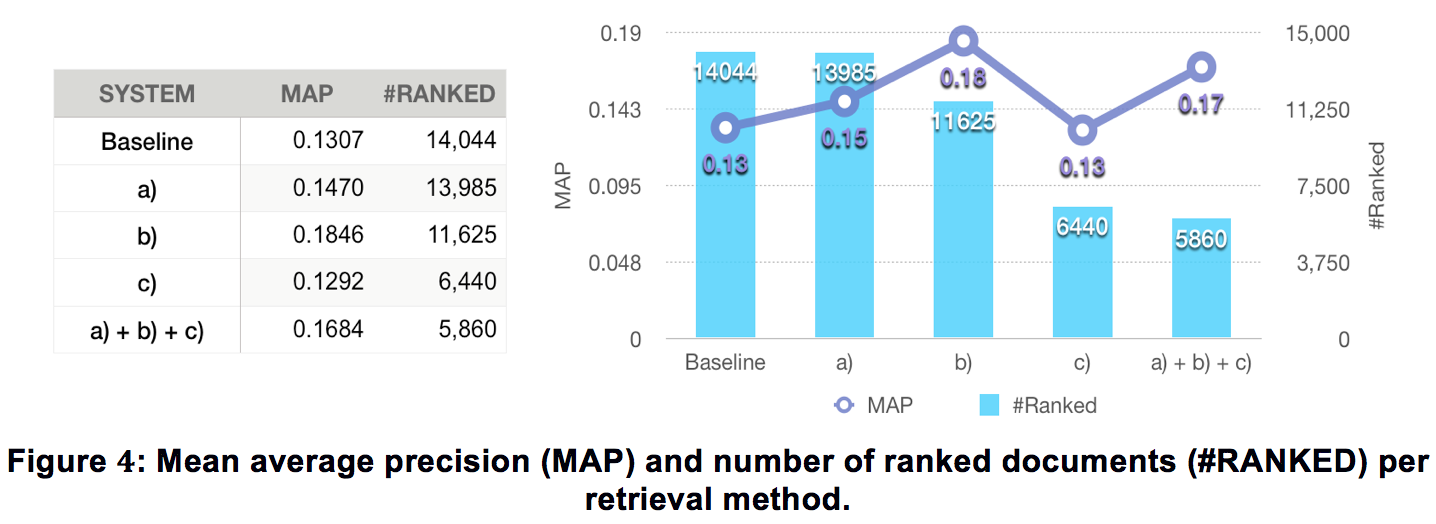 SYSTEM MAP #RANKED
Baseline 0.1307 14,044
a) 0.1470 13,985
b) 0.1846 11,625
c) 0.1292 6,440
a) + b) + c) 0.1684 5,860
0.19
0.143
0.095
0.048
0
MAP
14044
13985
11625
6440
5860
0.13
0.15
0.18
0.13
0.17
15,000
11,250
7,500
3,750
0
#Ranked
Baseline a) b) c) a) + b) + c)
MAP #Ranked
Figure 4: Mean average precision (MAP) and number of ranked documents (#RANKED) per
retrieval method.